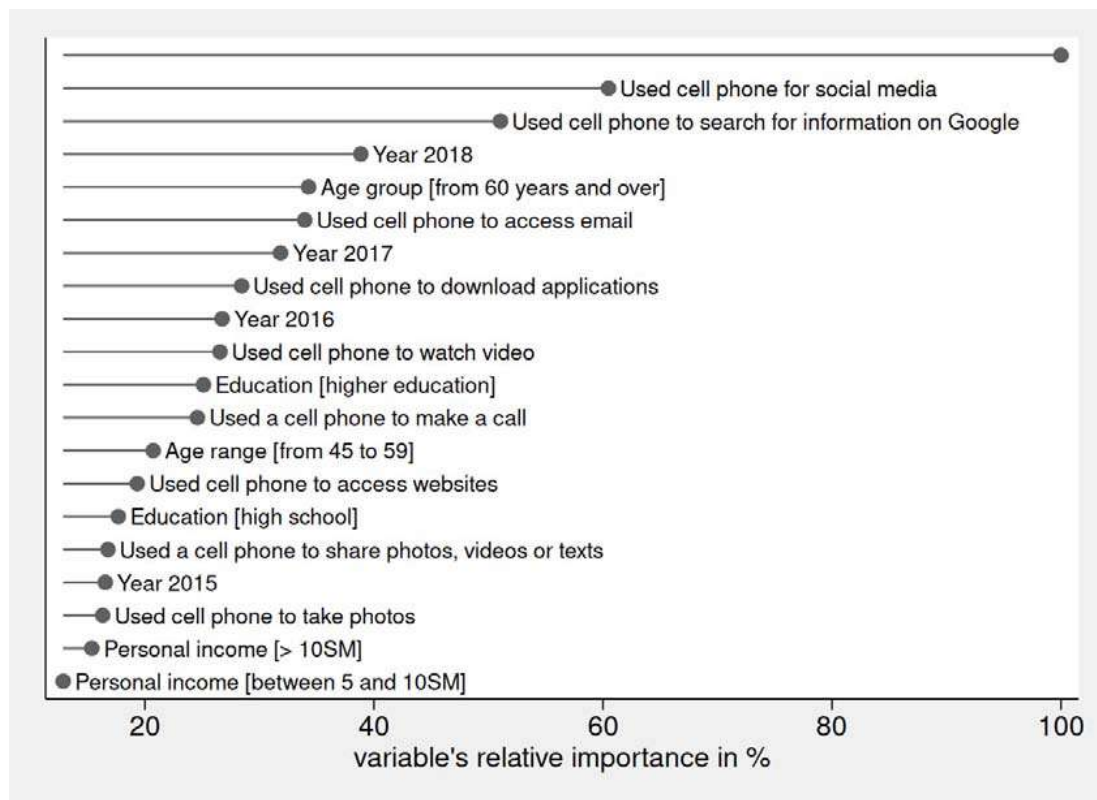 Used cell phone for social media
Used cell phone to search for information on Google
Year 2018
Age group [from 60 years and over]
Used cell phone to access email
Year 2017
Used cell phone to download applications
Year 2016
Used cell phone to watch video
Education [higher education]
Used a cell phone to make a call
Age range [from 45 to 59]
Used cell phone to access websites
Education [high school]
Used a cell phone to share photos, videos or texts
Year 2015
Used cell phone to take photos
Personal income [> 10SM]
Personal income [between 5 and 10SM]
20 40 60 80 100
variable's relative importance in %